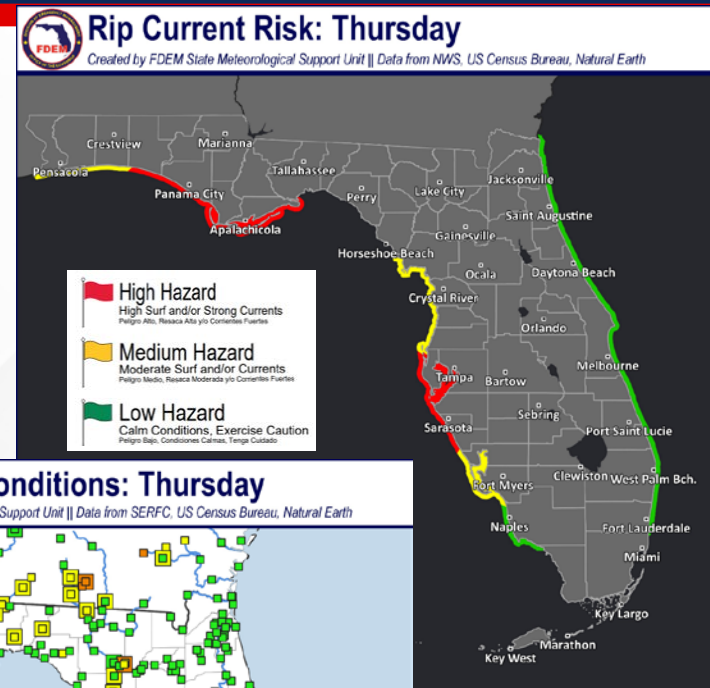 FDEM
Rip Current Risk: Thursday
Created by FDEM State Meteorological Support Unit || Data from NWS, US Census Bureau, Natural Earth
Crestview
Marianna
Pensacola
Tallahassee
Panama City
Perry
Lake City
Jacksonville
Apalachicola
Saint Augustine
Gainesville
Horseshoe Beach
Ocala
Daytona Beach
Crystal River
Orlando
Tampa
Bartow
Melbourne
Sebring
Sarasota
Port Saint Lucie
Fort Myers
Clewiston
West Palm Bch.
Naples
Fort Lauderdale
Miami
Key Largo
Marathon
Key West
High Hazard
High Surf and/or Strong Currents
Peligro Alto, Resaca Alta y/o Corrientes Fuertes
Medium Hazard
Moderate Surf and/or Currents
Peligro Medio, Resaca Moderada y/o Corrientes Fuertes
Low Hazard
Calm Conditions, Exercise Caution
Peligro Bajo, Condiciones Calmas, Tenga Cuidado
onditions: Thursday
Support Unit || Data from SERFC, US Census Bureau, Natural Earth